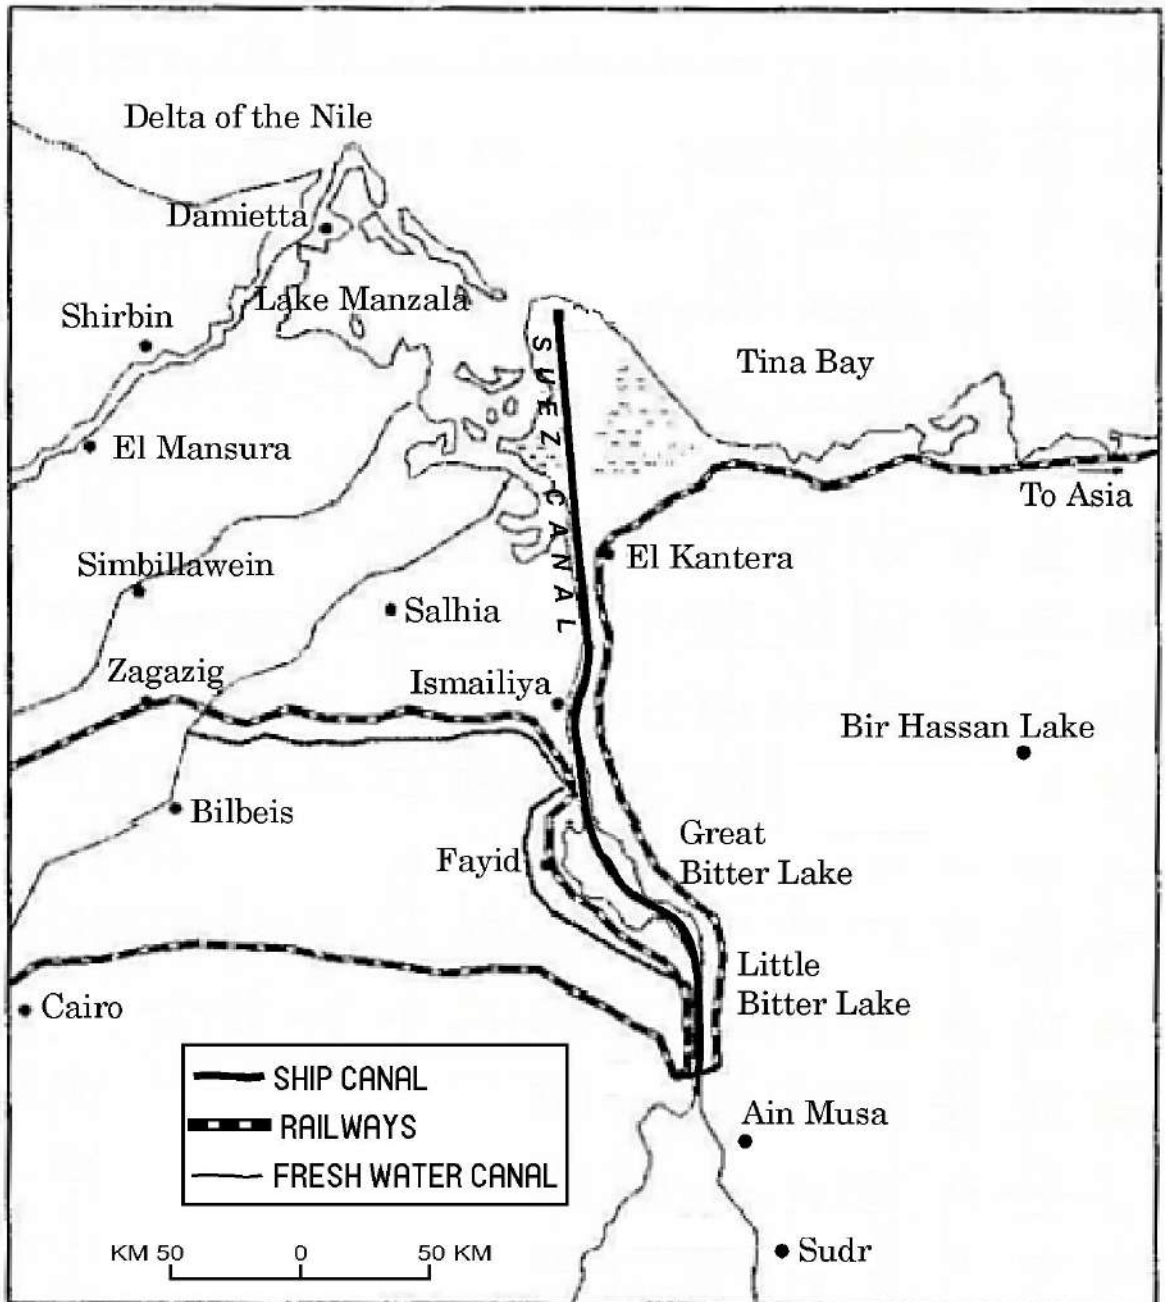 Delta of the Nile
Damietta
Lake Manzala
Shirbin
Tina Bay
SUEZ CANAL
El Mansura
To Asia
El Kantera
Simbillawein
Salhia
Zagazig
Ismailiya
Bir Hassan Lake
Bilbeis
Great
Bitter Lake
Fayid
Little
Bitter Lake
Cairo
SHIP CANAL
RAILWAYS
FRESH WATER CANAL
Ain Musa
KM 50 0 50 KM
Sudr